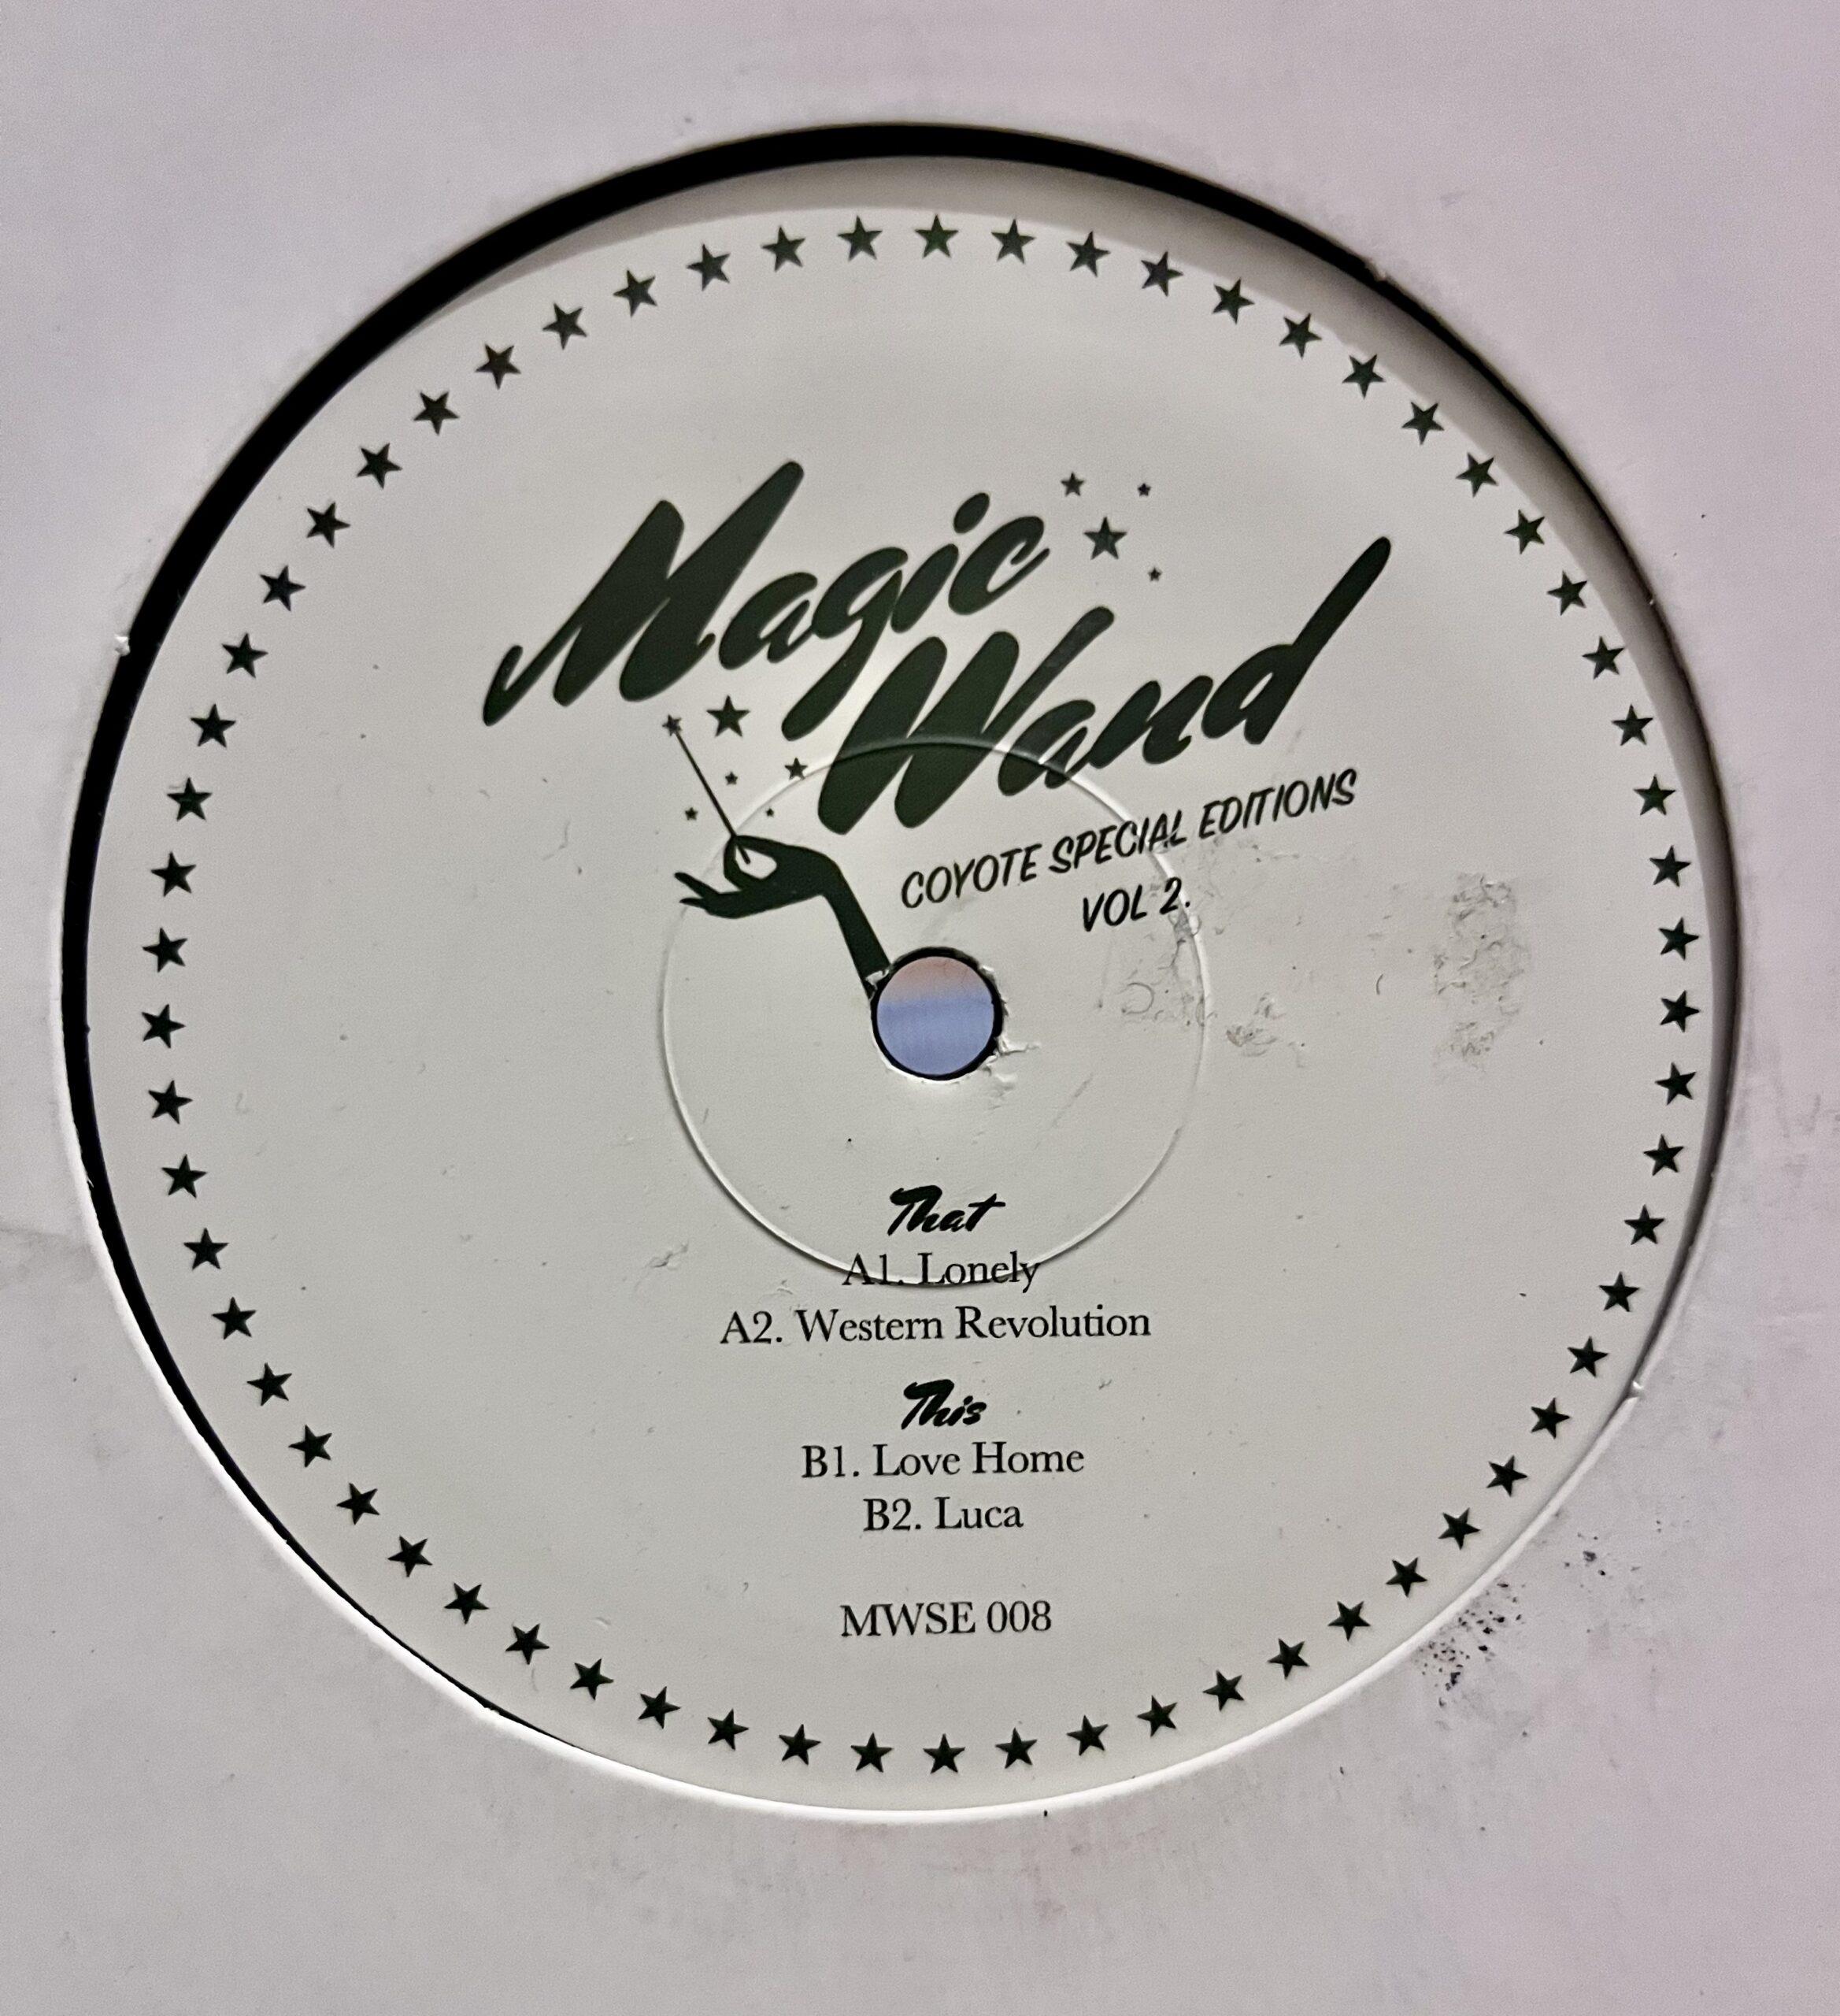 Magic
Wand
COYOTE SPECIAL EDITIONS
VOL 2.
That
A1. Lonely
A2. Western Revolution
This
B1. Love Home
B2. Luca
MWSE 008